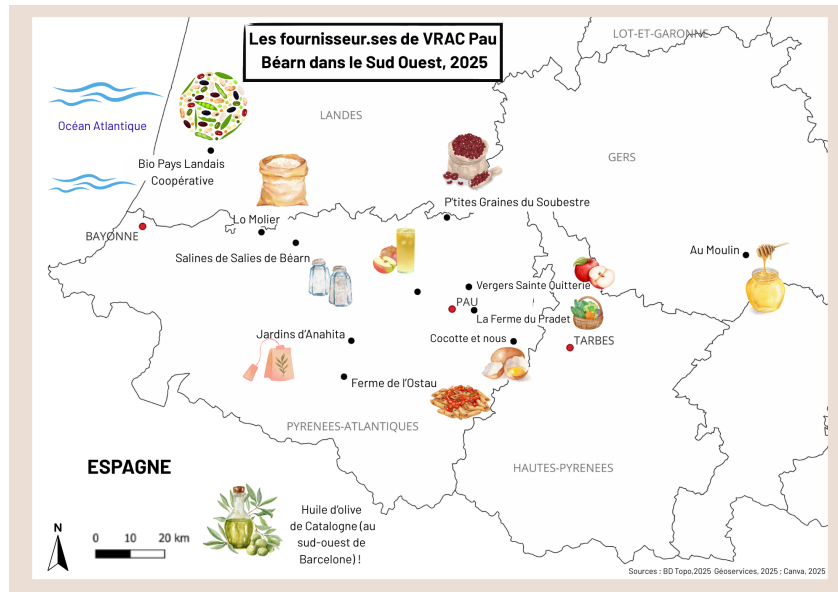 Les fournisseur.ses de VRAC Pau
Béarn dans le Sud Ouest, 2025
LOT-ET-GARONNE
LANDES
Océan Atlantique
Bio Pays Landais
Coopérative
GERS
P'tites Graines du Soubestre
Lo Molier
BAYONNE
Salines de Salies de Béarn
Au Moulin
Vergers Sainte Quitterie
PAU
La Ferme du Pradet
Jardins d'Anahita
Cocotte et nous
TARBES
Ferme de l'Ostau
PYRENEES-ATLANTIQUES
ESPAGNE
HAUTES-PYRENEES
Huile d'olive
de Catalogne (au
sud-ouest de
Barcelone) !
N
0 10 20 km
Sources : BD Topo,2025 Géoservices, 2025 ; Canva, 2025